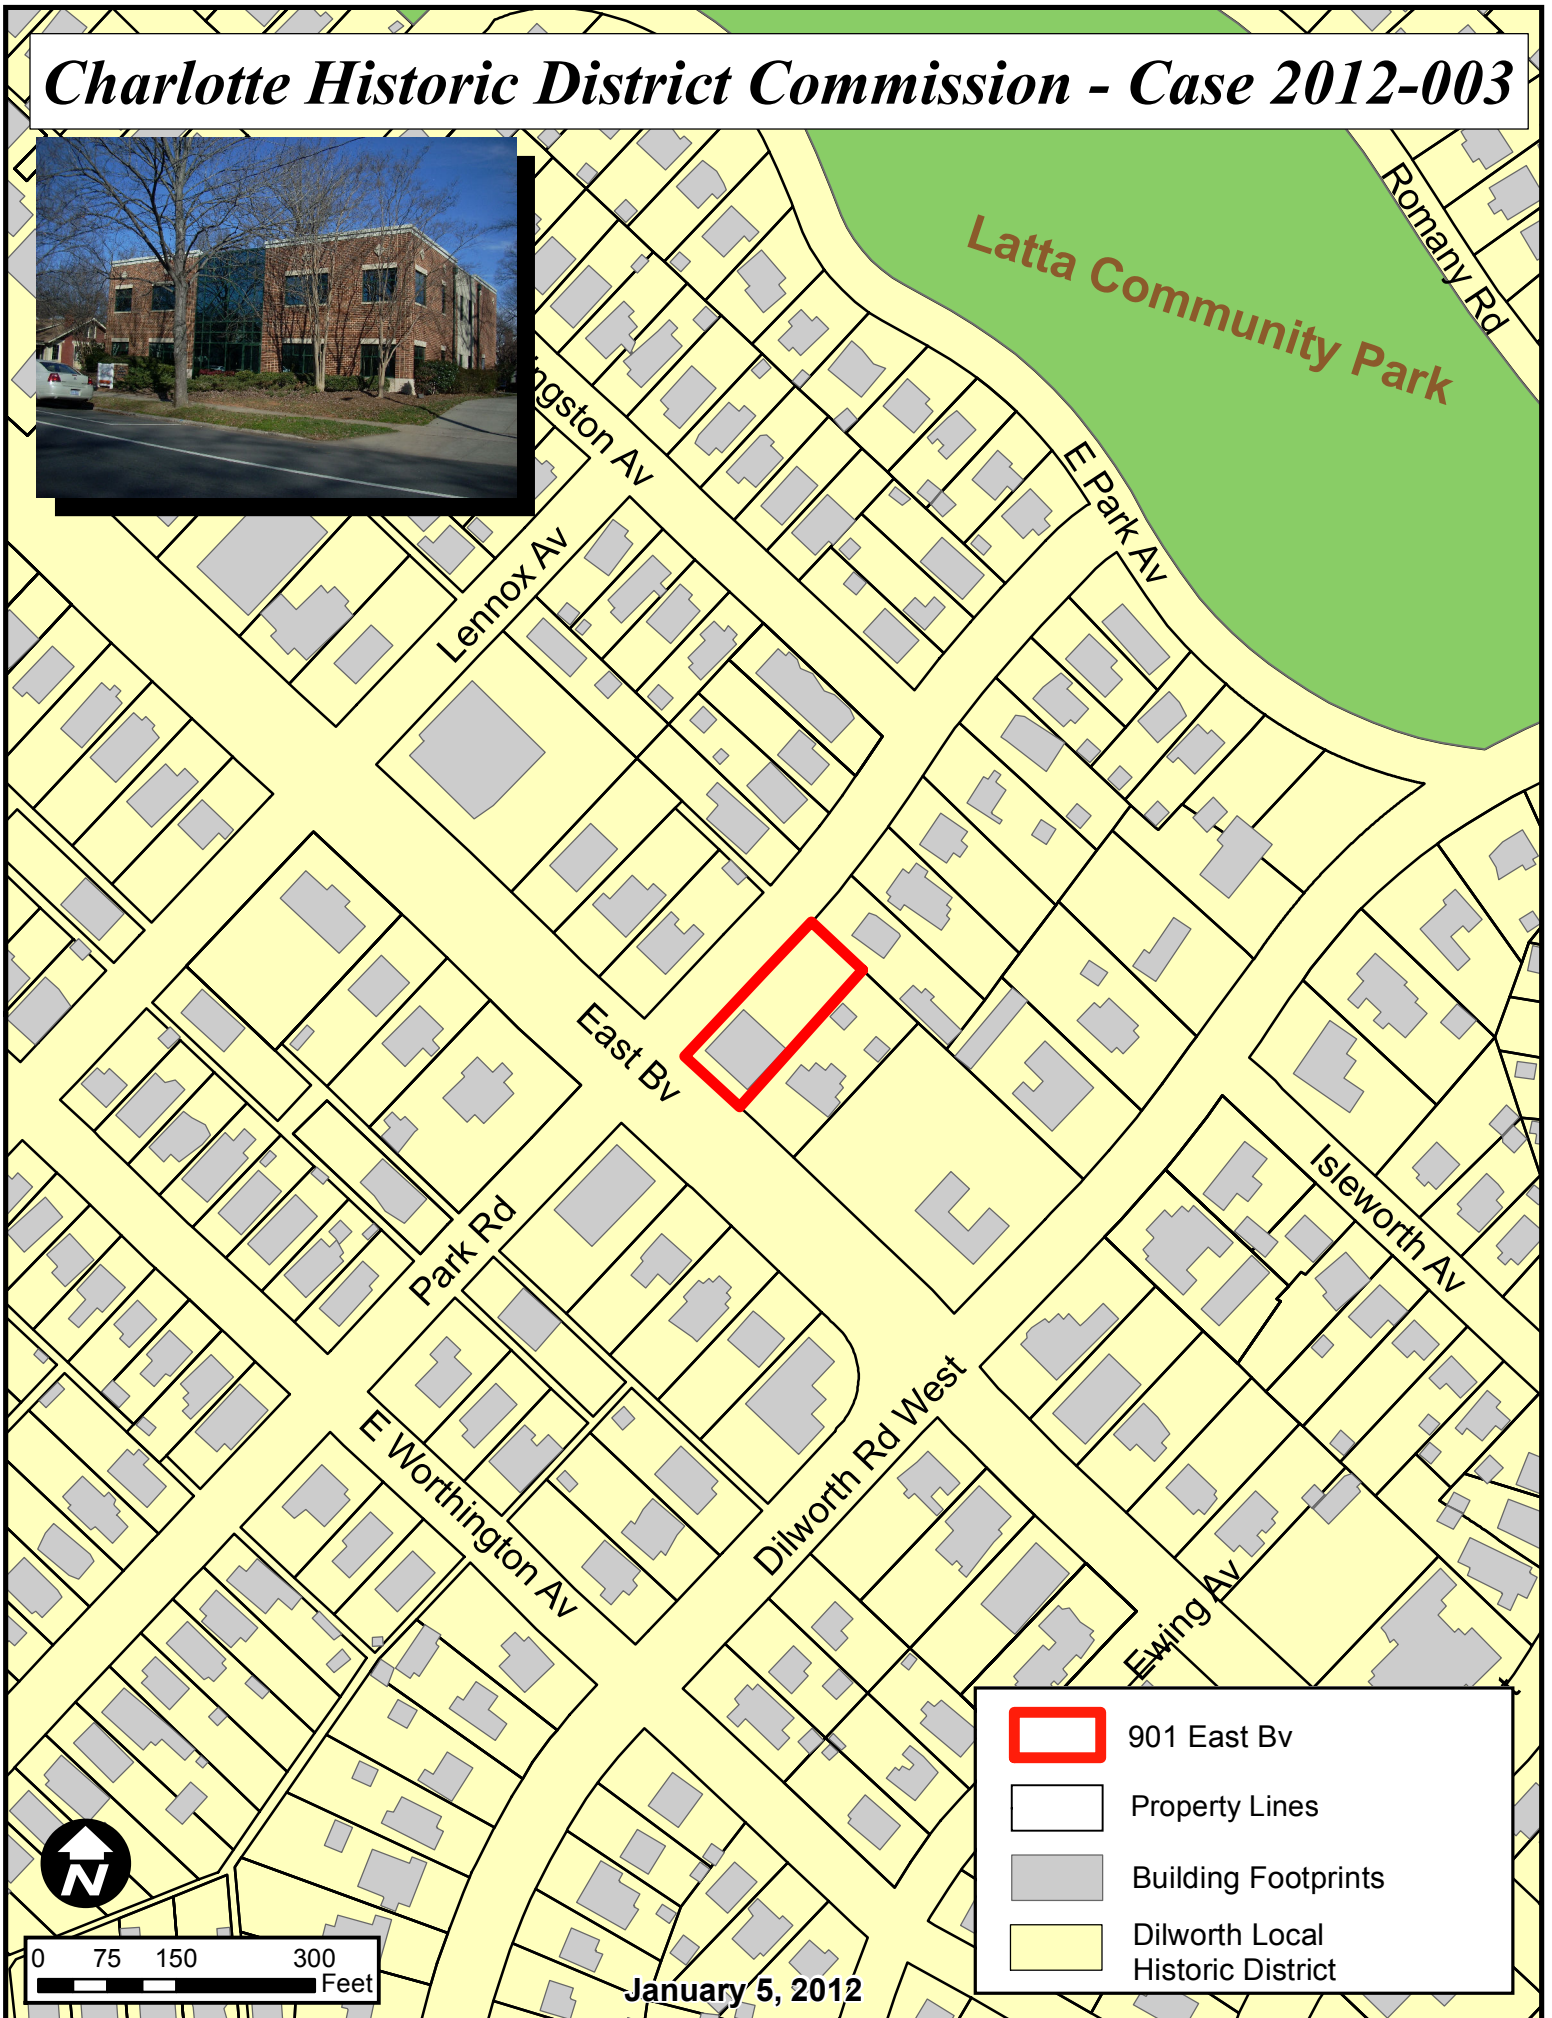 Charlotte Historic District Commission - Case 2012-003
Romany Rd
Latta Community Park
ngston Av
E Park Av
Lennox Av
East Bv
Isleworth Av
Park Rd
Dilworth Rd West
E Worthington Av
Ewing Av
901 East Bv
Property Lines
Building Footprints
Dilworth Local
Historic District
N
0 75 150 300
Feet
January 5, 2012